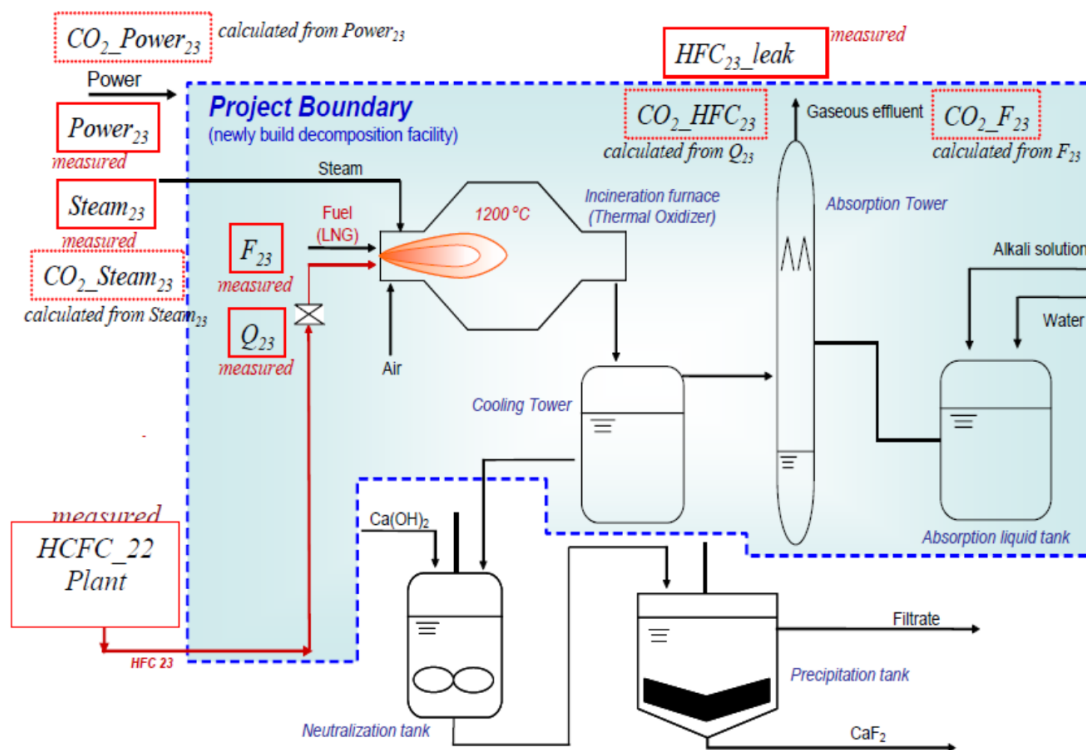 CO2_Power23 calculated from Power23
Power
Power23
measured
Steam23
measured
CO2_Steam23
calculated from Steam23
Project Boundary
(newly build decomposition facility)
HFC23_leak
measured
CO2_HFC23
calculated from Q23
Gaseous effluent
CO2_F23
calculated from F23
Steam
Fuel
(LNG)
1200 °C
Incineration furnace
(Thermal Oxidizer)
Absorption Tower
F23
measured
Q23
measured
Air
Alkali solution
Water
Cooling Tower
Absorption liquid tank
measured
HCFC_22
Plant
HFC 23
Ca(OH)2
Neutralization tank
Filtrate
Precipitation tank
CaF2